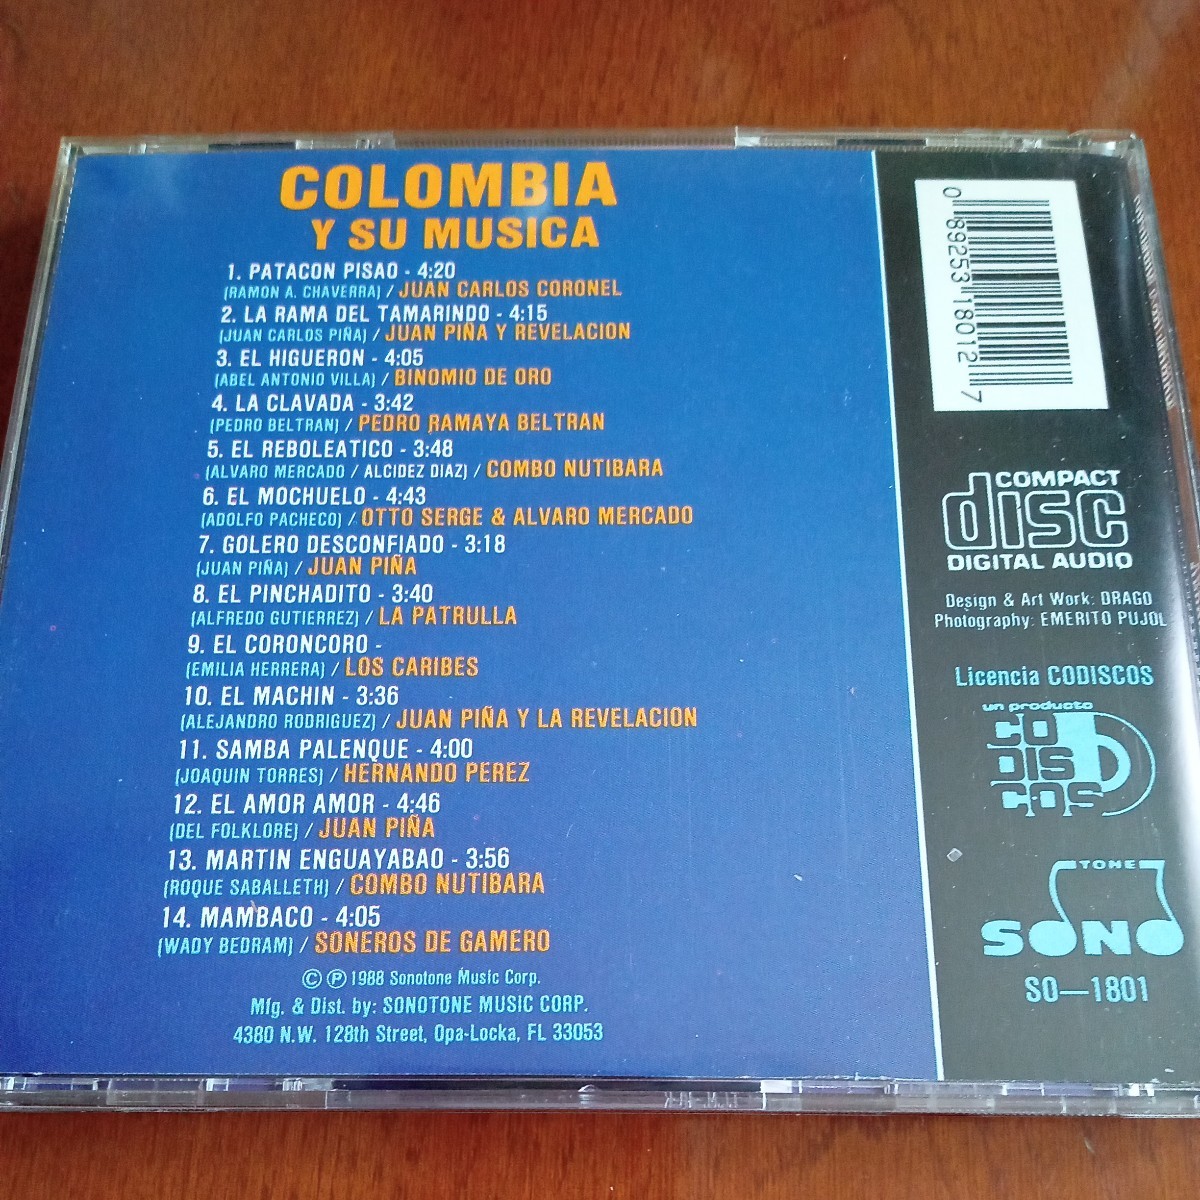 COLOMBIA
Y SU MUSICA
1. PATACON PISAO - 4:20
(RAMON A. CHAVERRA) / JUAN CARLOS CORONEL
2. LA RAMA DEL TAMARINDO - 4:15
(JUAN CARLOS PIÑA) / JUAN PIÑA Y REVELACION
3. EL HIGUERON - 4:05
(ABEL ANTONIO VILLA) / BINOMIO DE ORO
4. LA CLAVADA - 3:42
(PEDRO BELTRAN) / PEDRO RAMAYA BELTRAN
5. EL REBOLEATICO - 3:48
(ALVARO MERCADO / ALCIDEZ DIAZ) / COMBO NUTIBARA
6. EL MOCHUELO - 4:43
(ADOLFO PACHECO) / OTTO SERGE & ALVARO MERCADO
7. GOLERO DESCONFIADO - 3:18
(JUAN PIÑA) / JUAN PIÑA
8. EL PINCHADITO - 3:40
(ALFREDO GUTIERREZ) / LA PATRULLA
9. EL CORONCORO -
(EMILIA HERRERA) / LOS CARIBES
10. EL MACHIN - 3:36
(ALEJANDRO RODRIGUEZ) / JUAN PIÑA Y LA REVELACION
11. SAMBA PALENQUE - 4:00
(JOAQUIN TORRES) / HERNANDO PEREZ
12. EL AMOR AMOR - 4:46
(DEL FOLKLORE) / JUAN PIÑA
13. MARTIN ENGUAYABAO - 3:56
(ROQUE SABALLETH) / COMBO NUTIBARA
14. MAMBACO - 4:05
(WADY BEDRAM) / SONEROS DE GAMERO
© ℗ 1988 Sonotone Music Corp.
Mfg. & Dist. by: SONOTONE MUSIC CORP.
4380 N.W. 128th Street, Opa-Locka, FL 33053
0 89253 18012 7
COMPACT
disc
DIGITAL AUDIO
Design & Art Work: DRAGO
Photography: EMERITO PUJOL
Licencia CODISCOS
un producto
CO
DIS
COS
TONE
SONO
SO—1801